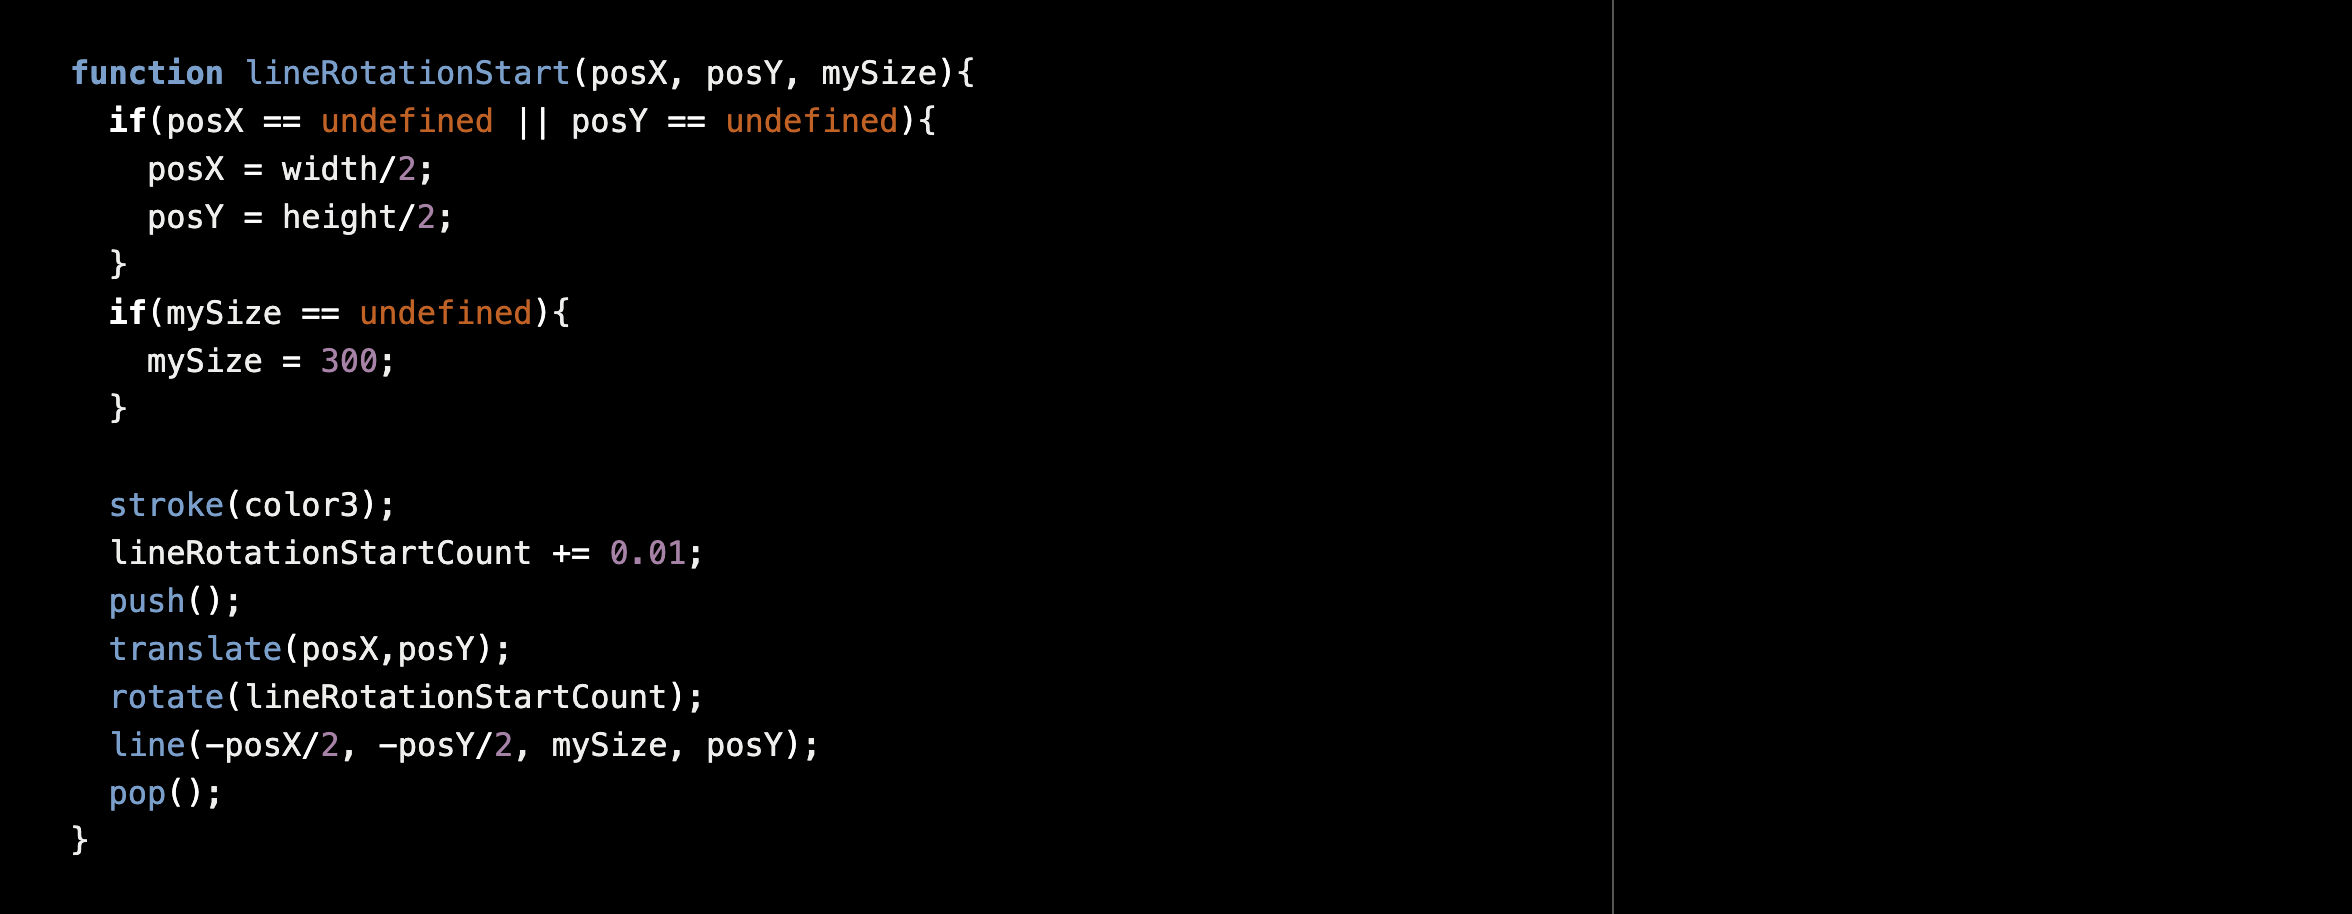 function lineRotationStart(posX, posY, mySize){
  if(posX == undefined || posY == undefined){
    posX = width/2;
    posY = height/2;
  }
  if(mySize == undefined){
    mySize = 300;
  }

  stroke(color3);
  lineRotationStartCount += 0.01;
  push();
  translate(posX,posY);
  rotate(lineRotationStartCount);
  line(-posX/2, -posY/2, mySize, posY);
  pop();
}